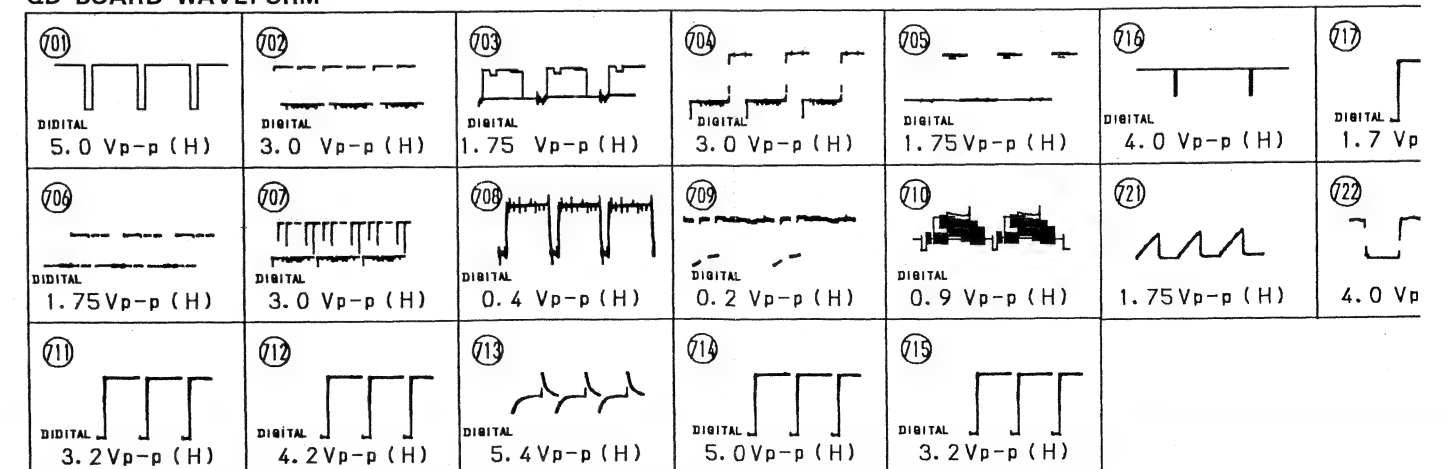 QD BOARD WAVEFORM
701 702 703 704 705 716 717
DIDITAL DIGITAL DIGITAL DIGITAL DIGITAL DIGITAL DIGITAL
5.0 Vp-p (H) 3.0 Vp-p (H) 1.75 Vp-p (H) 3.0 Vp-p (H) 1.75 Vp-p (H) 4.0 Vp-p (H) 1.7 Vp
706 707 708 709 710 721 722
DIDITAL DIGITAL DIGITAL DIGITAL DIGITAL
1.75 Vp-p (H) 3.0 Vp-p (H) 0.4 Vp-p (H) 0.2 Vp-p (H) 0.9 Vp-p (H) 1.75 Vp-p (H) 4.0 Vp
711 712 713 714 715
DIDITAL DIGITAL DIGITAL DIGITAL DIGITAL
3.2 Vp-p (H) 4.2 Vp-p (H) 5.4 Vp-p (H) 5.0 Vp-p (H) 3.2 Vp-p (H)